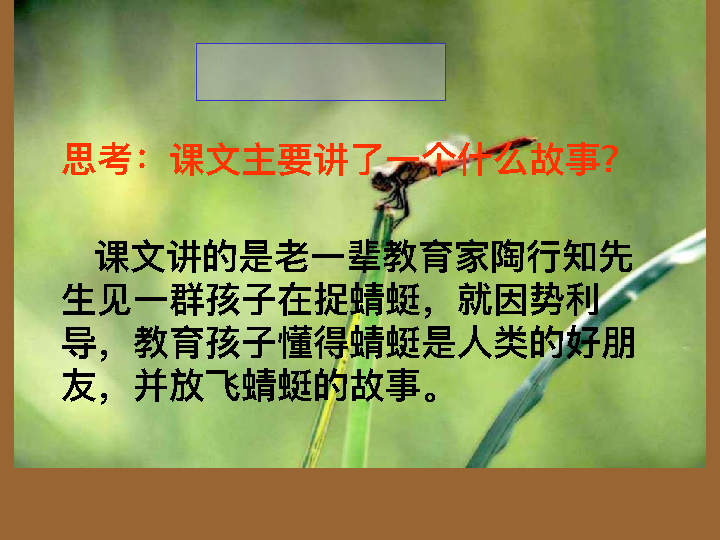 思考：课文主要讲了一个什么故事？
课文讲的是老一辈教育家陶行知先
生见一群孩子在捉蜻蜓，就因势利
导，教育孩子懂得蜻蜓是人类的好朋
友，并放飞蜻蜓的故事。